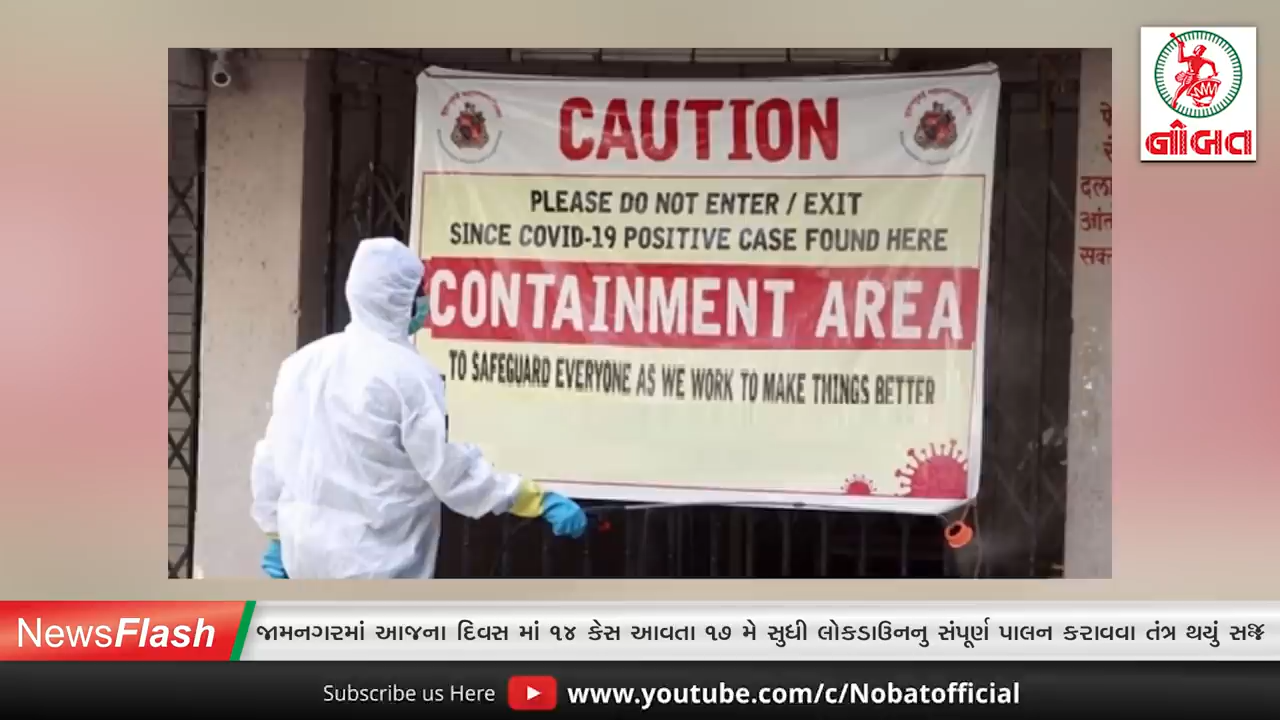 નોબત
CAUTION
PLEASE DO NOT ENTER / EXIT
SINCE COVID-19 POSITIVE CASE FOUND HERE
CONTAINMENT AREA
TO SAFEGUARD EVERYONE AS WE WORK TO MAKE THINGS BETTER
NewsFlash
જામનગરમાં આજના દિવસ માં ૧૪ કેસ આવતા ૧૭ મે સુધી લોકડાઉનનુ સંપૂર્ણ પાલન કરાવવા તંત્ર થયું સજ્જ
Subscribe us Here www.youtube.com/c/Nobatofficial